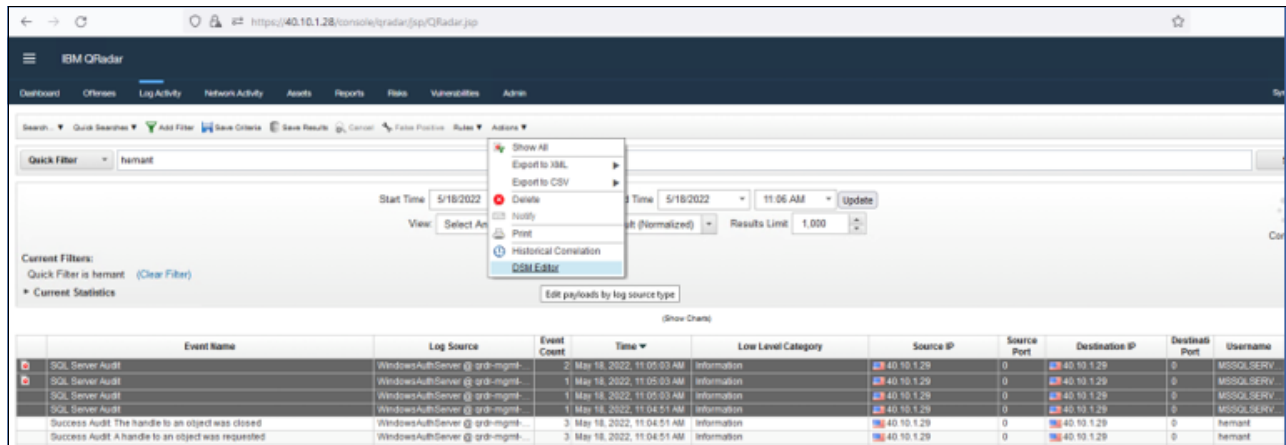 https://40.10.1.28/console/qradar/jsp/QRadar.jsp
IBM QRadar
Dashboard Offenses Log Activity Network Activity Assets Reports Risks Vulnerabilities Admin
Search... Quick Searches Add Filter Save Criteria Save Results Cancel False Positive Rules Actions
Show All
Quick Filter hemant
Export to XML
Export to CSV
Start Time 5/18/2022 Delete Time 5/18/2022 11:06 AM Update
Notify
View: Select An (Normalized) Results Limit 1,000
Print
Historical Correlation
Current Filters:
Quick Filter is hemant (Clear Filter)
DSM Editor
Current Statistics
Edit payloads by log source type
(Show Charts)
Event Name Log Source Event Count Time Low Level Category Source IP Source Port Destination IP Destinati Port Username
SQL Server Audit WindowsAuthServer @ qrdr-mgmt-... 2 May 18, 2022, 11:05:03 AM Information 40.10.1.29 0 40.10.1.29 0 MSSQLSERV...
SQL Server Audit WindowsAuthServer @ qrdr-mgmt-... 1 May 18, 2022, 11:05:03 AM Information 40.10.1.29 0 40.10.1.29 0 MSSQLSERV...
SQL Server Audit WindowsAuthServer @ qrdr-mgmt-... 1 May 18, 2022, 11:05:03 AM Information 40.10.1.29 0 40.10.1.29 0 MSSQLSERV...
SQL Server Audit WindowsAuthServer @ qrdr-mgmt-... 1 May 18, 2022, 11:04:51 AM Information 40.10.1.29 0 40.10.1.29 0 MSSQLSERV...
Success Audit: The handle to an object was closed WindowsAuthServer @ qrdr-mgmt-... 3 May 18, 2022, 11:04:51 AM Information 40.10.1.29 0 40.10.1.29 0 hemant
Success Audit: A handle to an object was requested WindowsAuthServer @ qrdr-mgmt-... 3 May 18, 2022, 11:04:51 AM Information 40.10.1.29 0 40.10.1.29 0 hemant